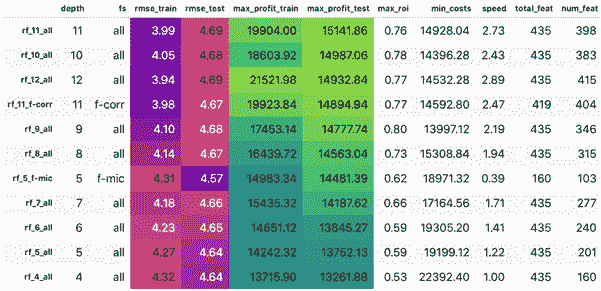 depth fs rmse_train rmse_test max_profit_train max_profit_test max_roi min_costs speed total_feat num_feat
rf_11_all 11 all 3.99 4.69 19904.00 15141.86 0.76 14928.04 2.73 435 398
rf_10_all 10 all 4.05 4.68 18603.92 14987.06 0.78 14396.28 2.43 435 383
rf_12_all 12 all 3.94 4.69 21521.98 14932.84 0.77 14532.28 2.89 435 415
rf_11_f-corr 11 f-corr 3.98 4.67 19923.84 14894.94 0.77 14592.80 2.47 419 404
rf_9_all 9 all 4.10 4.68 17453.14 14777.74 0.80 13997.12 2.19 435 346
rf_8_all 8 all 4.14 4.67 16439.72 14563.04 0.73 15308.84 1.94 435 315
rf_5_f-mic 5 f-mic 4.31 4.57 14983.34 14481.39 0.62 18971.32 0.39 160 103
rf_7_all 7 all 4.18 4.66 15435.32 14187.62 0.66 17164.56 1.71 435 277
rf_6_all 6 all 4.23 4.65 14651.12 13845.27 0.59 19305.20 1.41 435 240
rf_5_all 5 all 4.27 4.64 14242.32 13752.13 0.59 19199.12 1.22 435 201
rf_4_all 4 all 4.32 4.64 13715.90 13261.88 0.53 22392.40 1.00 435 160